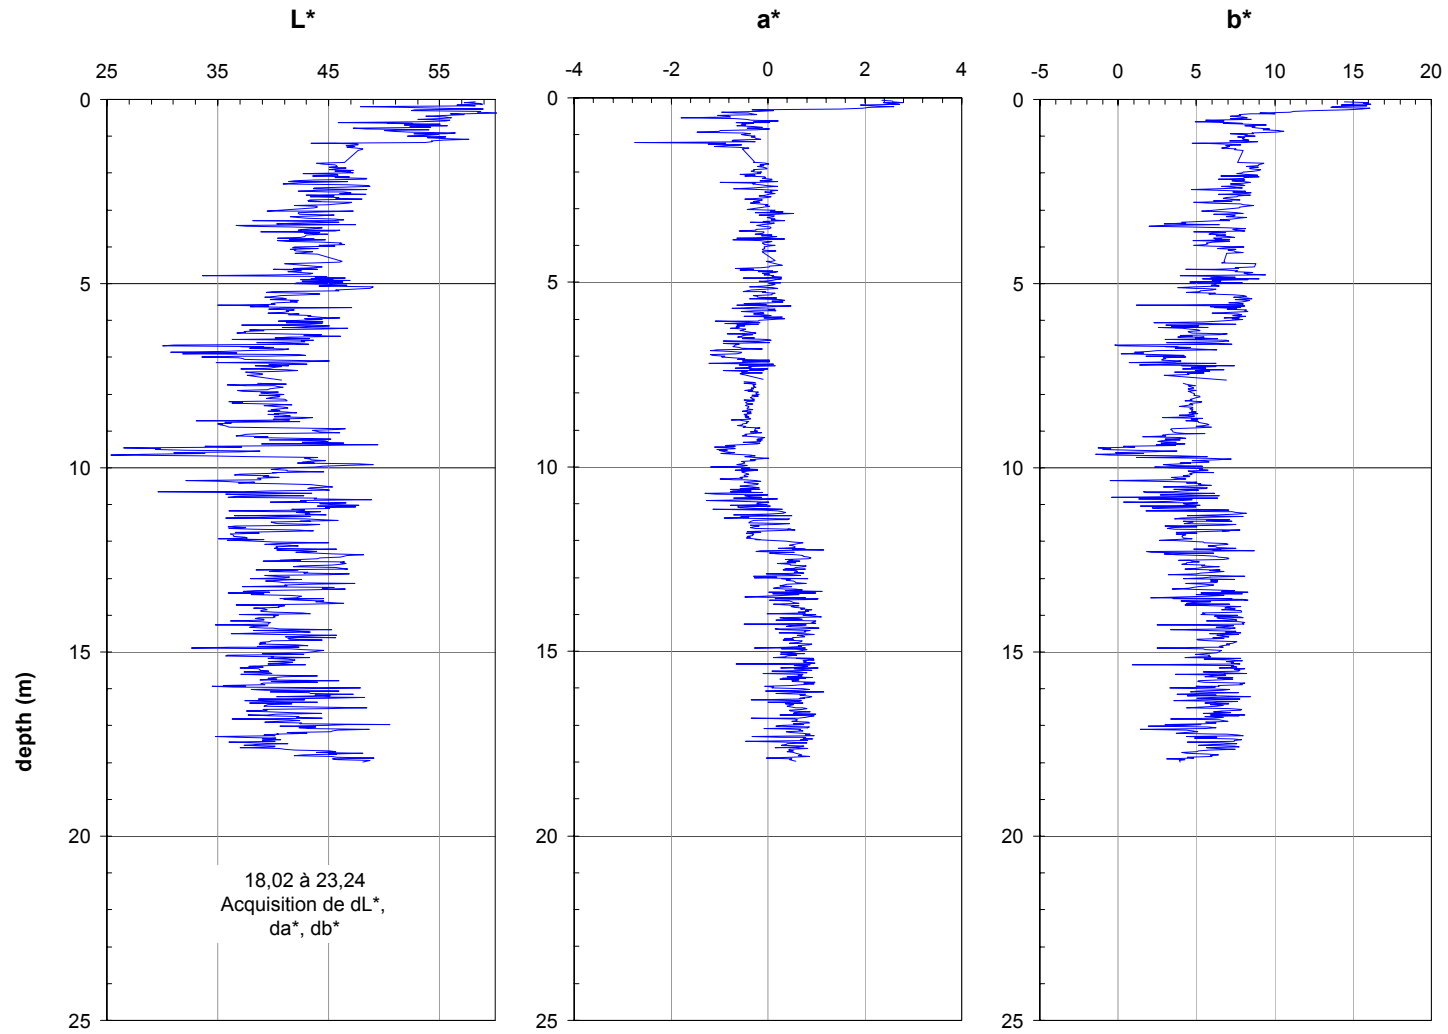 L* a* b*
25 35 45 55 -4 -2 0 2 4 -5 0 5 10 15 20
0 0 0
5 5 5
10 10 10
15 15 15
depth (m)
20 20 20
18,02 à 23,24
Acquisition de dL*,
da*, db*
25 25 25